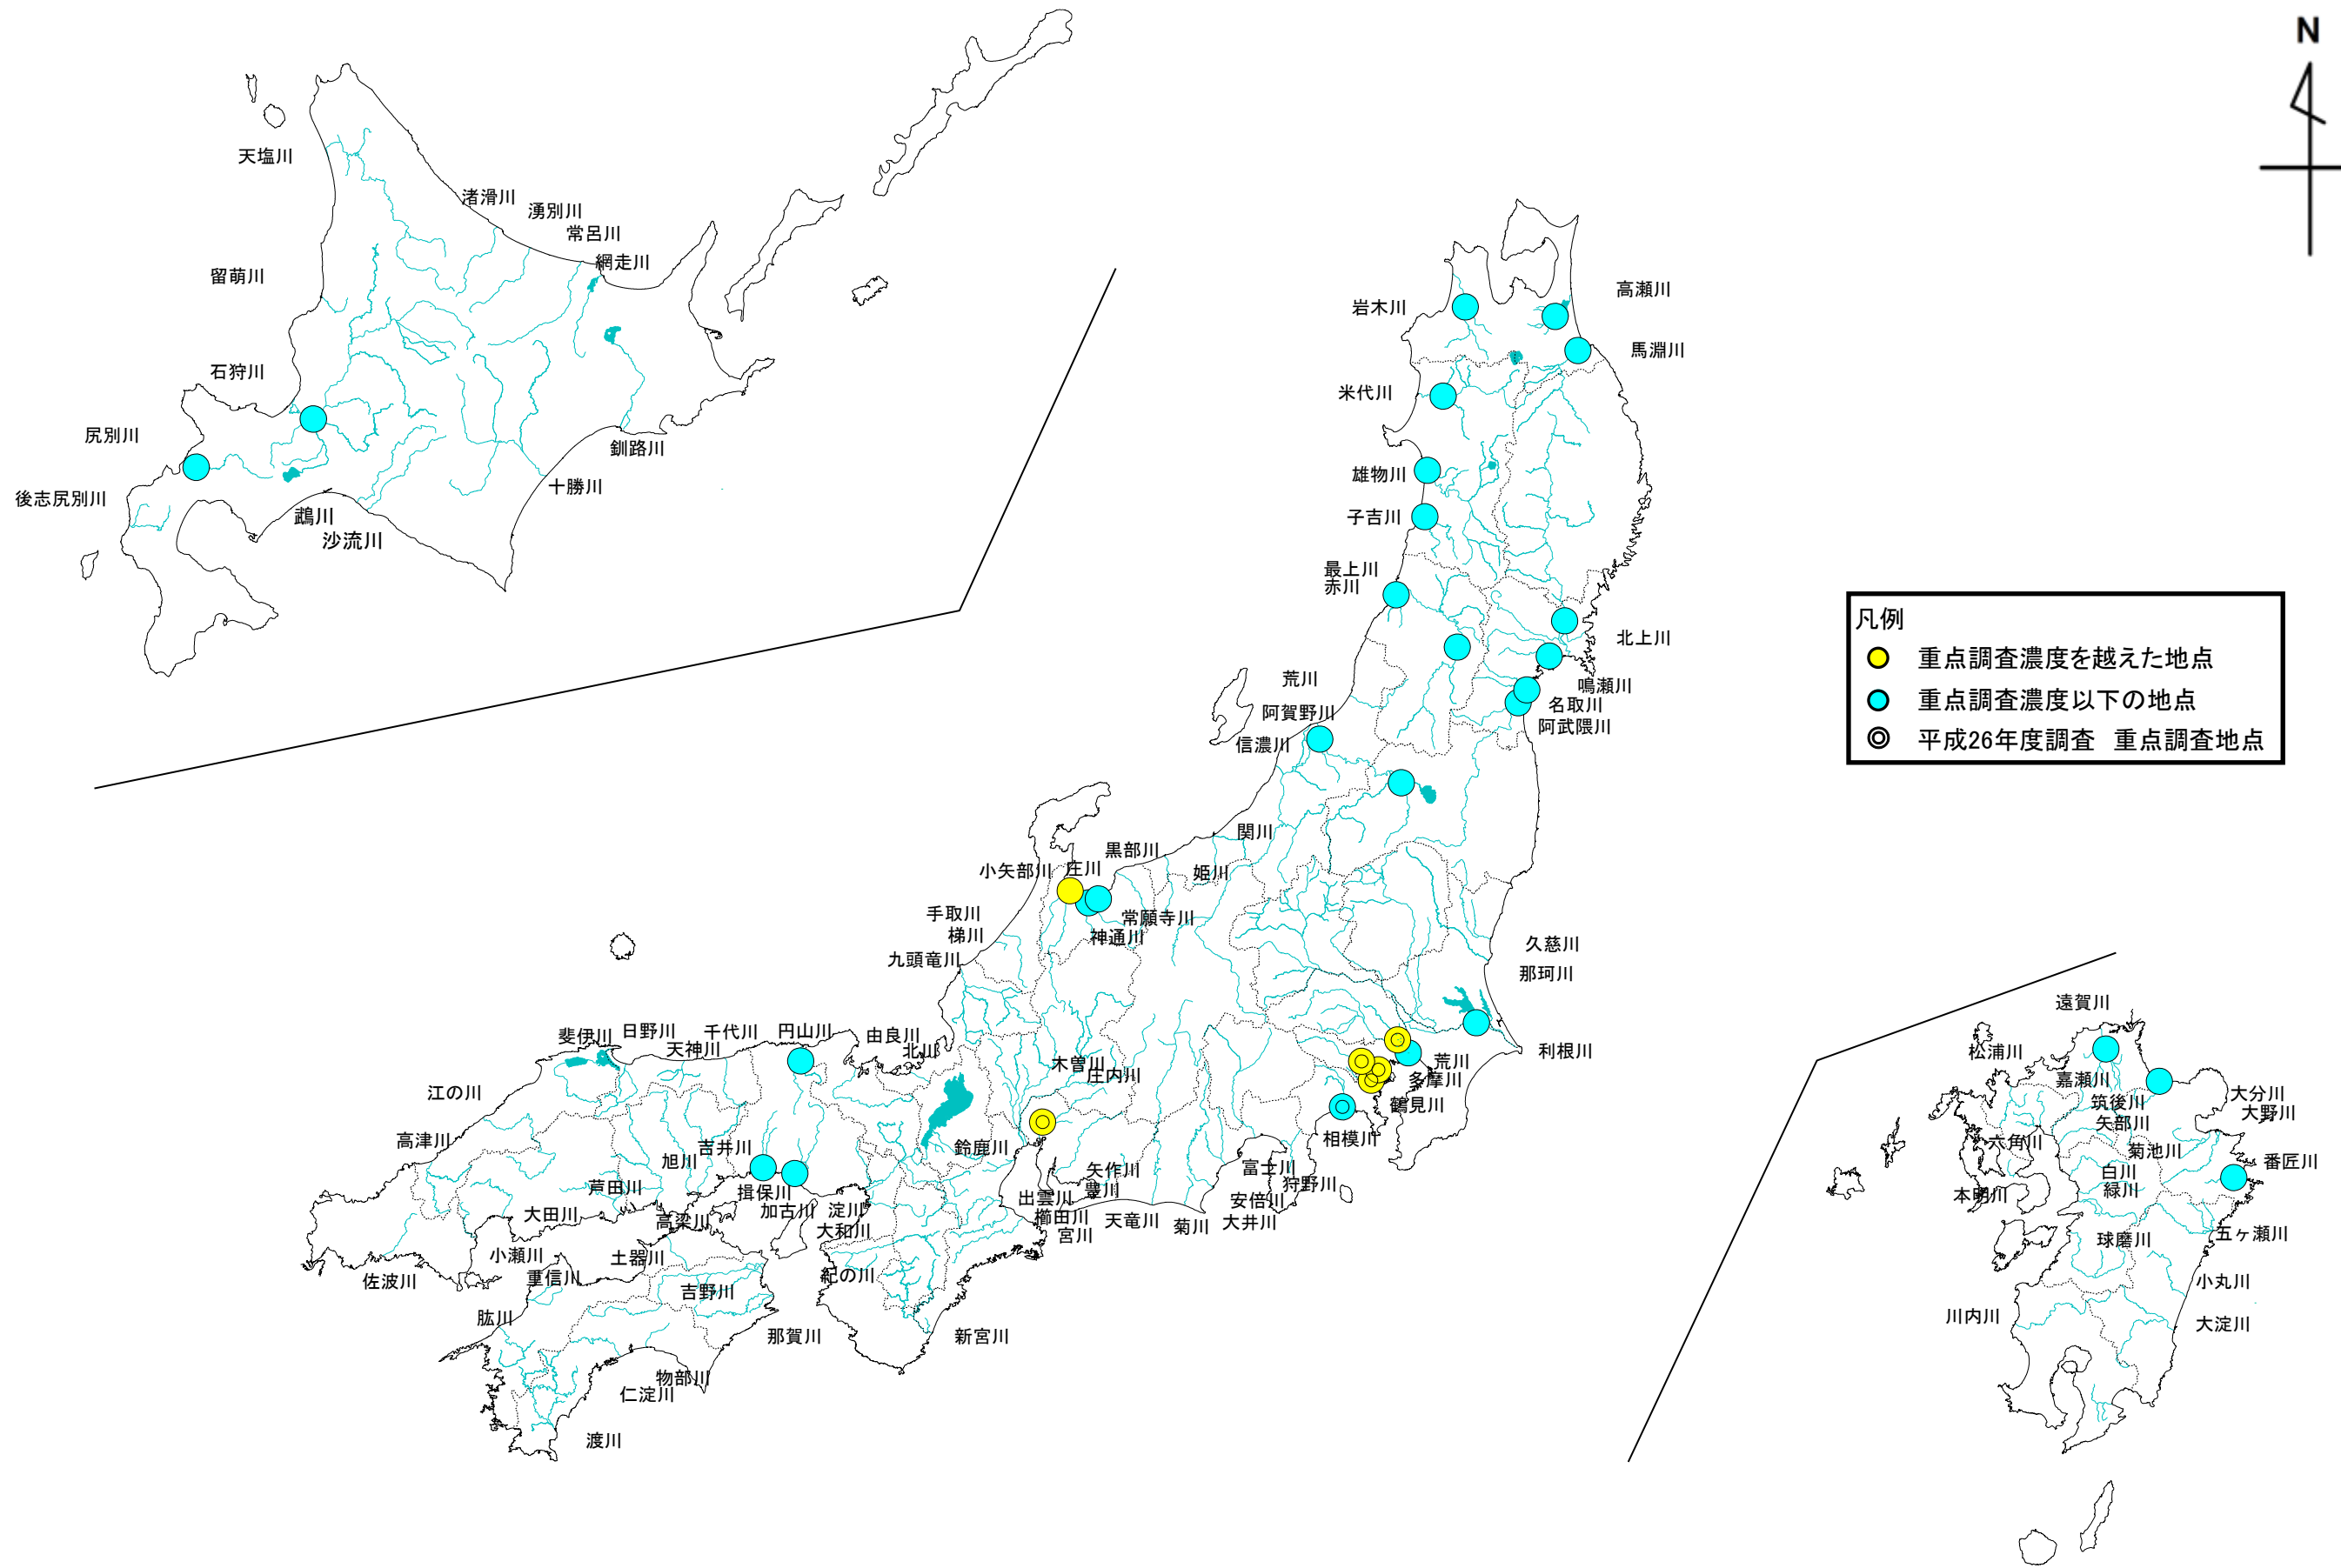 N
天塩川
渚滑川
湧別川
常呂川
網走川
留萌川
石狩川
尻別川
後志尻別川
鵡川
沙流川
十勝川
釧路川
岩木川
高瀬川
馬淵川
米代川
雄物川
子吉川
最上川
赤川
北上川
鳴瀬川
名取川
阿武隈川
荒川
阿賀野川
信濃川
関川
姫川
黒部川
庄川
小矢部川
常願寺川
神通川
手取川
梯川
九頭竜川
久慈川
那珂川
利根川
荒川
多摩川
鶴見川
相模川
富士川
狩野川
安倍川
大井川
菊川
天竜川
豊川
矢作川
庄内川
木曽川
鈴鹿川
出雲川
櫛田川
宮川
由良川
北川
円山川
千代川
天神川
日野川
斐伊川
江の川
高津川
吉井川
旭川
芦田川
高梁川
揖保川
加古川
淀川
大和川
大田川
小瀬川
佐波川
土器川
重信川
吉野川
肱川
那賀川
物部川
仁淀川
渡川
紀の川
新宮川
凡例
重点調査濃度を越えた地点
重点調査濃度以下の地点
平成26年度調査　重点調査地点
遠賀川
松浦川
嘉瀬川
筑後川
矢部川
六角川
菊池川
白川
緑川
本明川
大分川
大野川
番匠川
五ヶ瀬川
球磨川
小丸川
川内川
大淀川